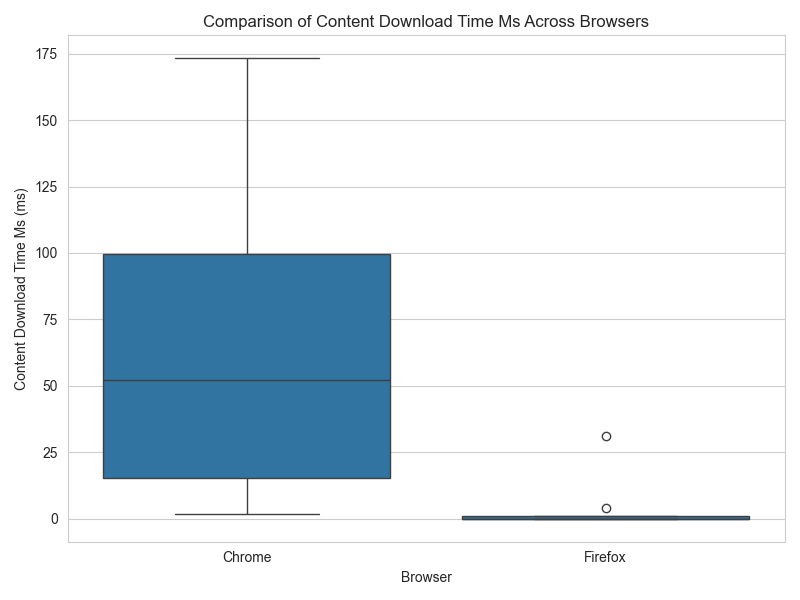 Comparison of Content Download Time Ms Across Browsers
Content Download Time Ms (ms)
175
150
125
100
75
50
25
0
Chrome
Firefox
Browser